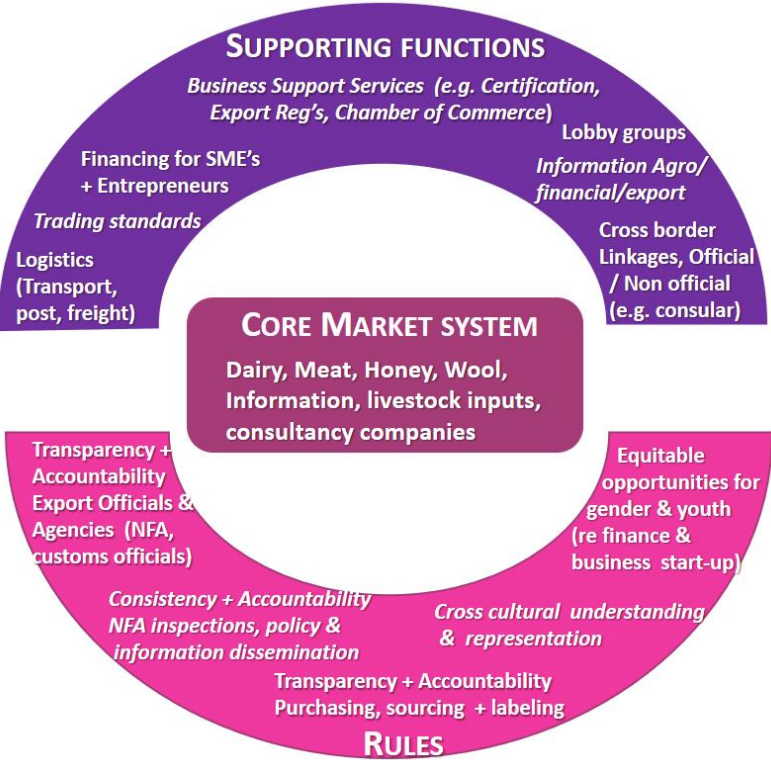 SUPPORTING FUNCTIONS
Business Support Services (e.g. Certification,
Export Reg's, Chamber of Commerce)
Lobby groups
Financing for SME's
+ Entrepreneurs
Information Agro/
financial/export
Trading standards
Cross border
Linkages, Official
/ Non official
(e.g. consular)
Logistics
(Transport,
post, freight)
CORE MARKET SYSTEM
Dairy, Meat, Honey, Wool,
Information, livestock inputs,
consultancy companies
Transparency +
Accountability
Export Officials &
Agencies (NFA,
customs officials)
Equitable
opportunities for
gender & youth
(re finance &
business start-up)
Consistency + Accountability
NFA inspections, policy &
information dissemination
Cross cultural understanding
& representation
Transparency + Accountability
Purchasing, sourcing + labeling
RULES